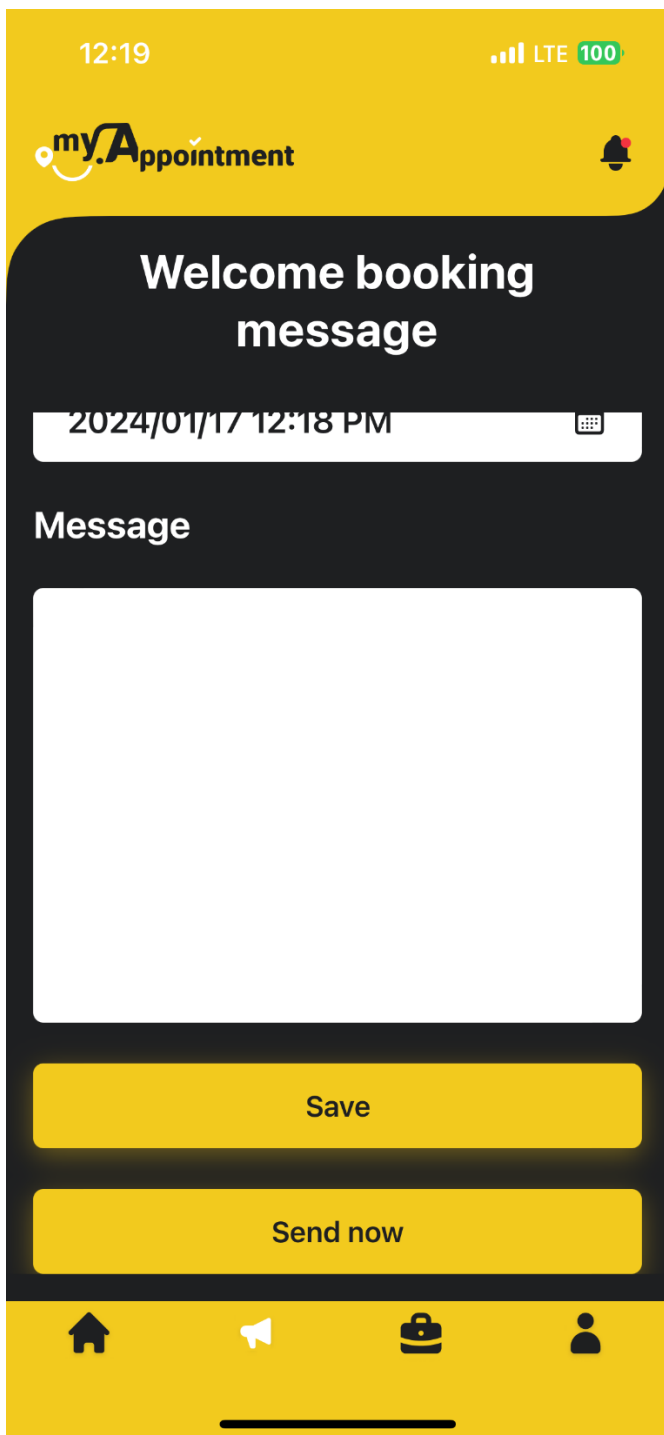 12:19
LTE 100
my.Appointment
Welcome booking
message
2024/01/17 12:18 PM
Message
Save
Send now